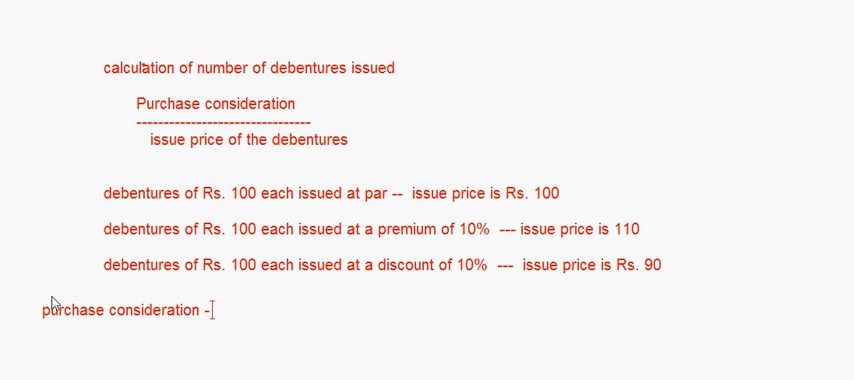 calculation of number of debentures issued
Purchase consideration
--------------------------------
issue price of the debentures
debentures of Rs. 100 each issued at par -- issue price is Rs. 100
debentures of Rs. 100 each issued at a premium of 10% --- issue price is 110
debentures of Rs. 100 each issued at a discount of 10% --- issue price is Rs. 90
purchase consideration -